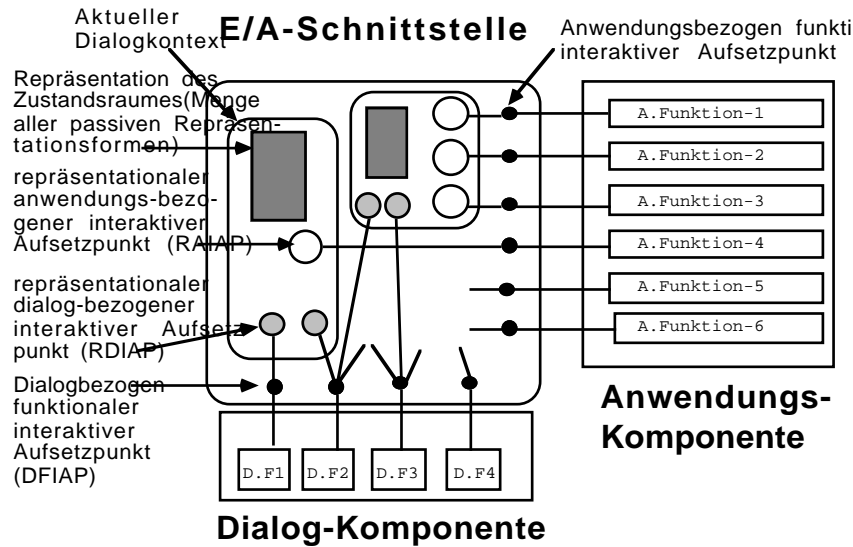 Aktueller
Dialogkontext
E/A-Schnittstelle
Anwendungsbezogen funkti
interaktiver Aufsetzpunkt
Repräsentation des
Zustandsraumes(Menge
aller passiven Repräsen-
tationsformen)
repräsentationaler
anwendungs-bezo-
gener interaktiver
Aufsetzpunkt (RAIAP)
repräsentationaler
dialog-bezogener
interaktiver Aufsetz-
punkt (RDIAP)
Dialogbezogen
funktionaler
interaktiver
Aufsetzpunkt
(DFIAP)
A.Funktion-1
A.Funktion-2
A.Funktion-3
A.Funktion-4
A.Funktion-5
A.Funktion-6
Anwendungs-
Komponente
D.F1
D.F2
D.F3
D.F4
Dialog-Komponente